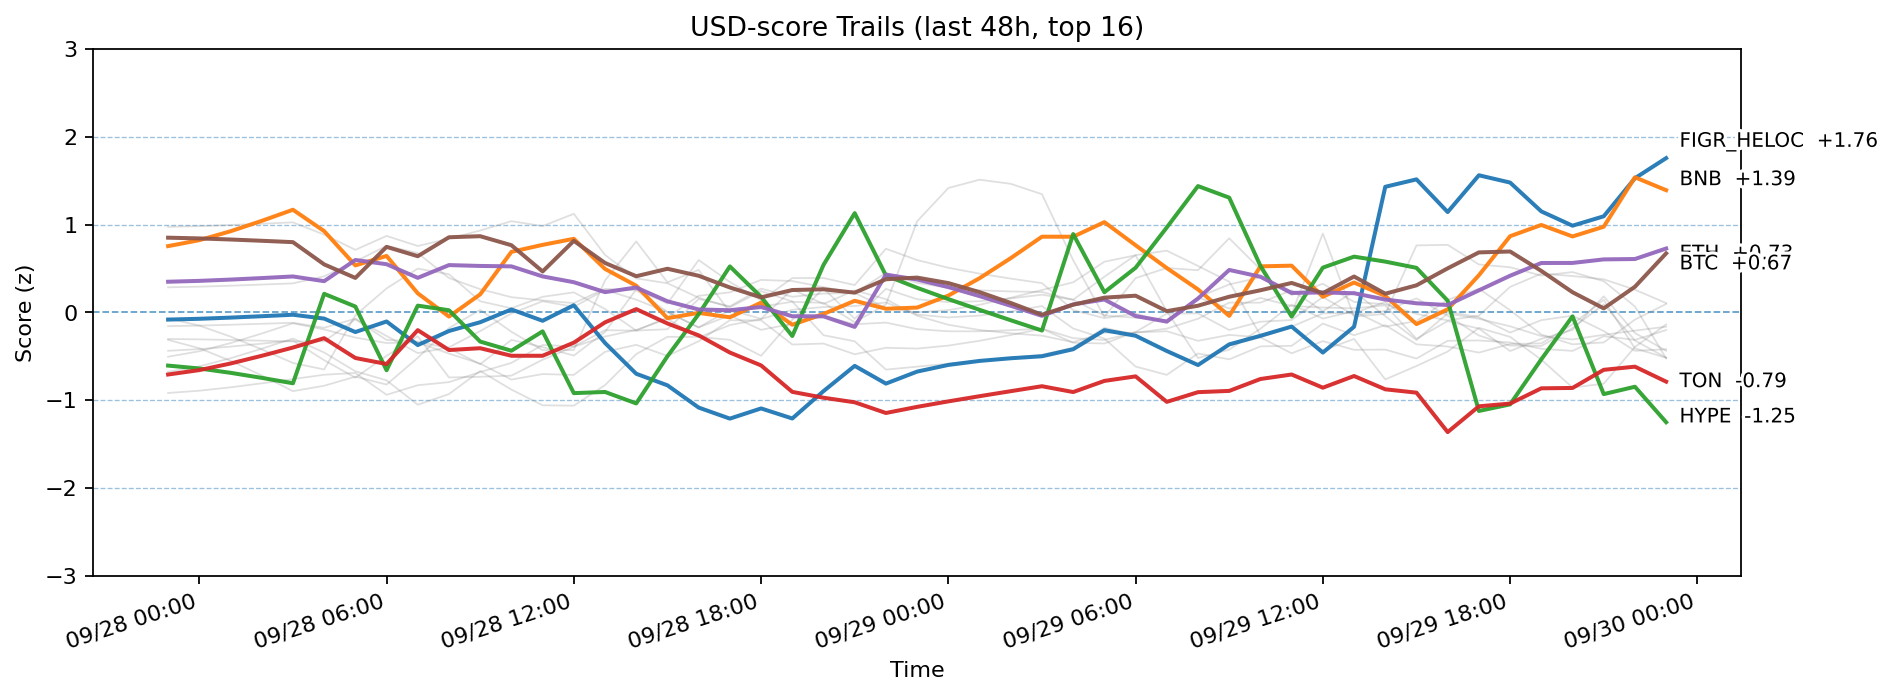 USD-score Trails (last 48h, top 16)
3
2
1
0
−1
−2
−3
Score (z)
FIGR_HELOC +1.76
BNB +1.39
ETH +0.73
BTC +0.67
TON -0.79
HYPE -1.25
09/28 00:00
09/28 06:00
09/28 12:00
09/28 18:00
09/29 00:00
09/29 06:00
09/29 12:00
09/29 18:00
09/30 00:00
Time